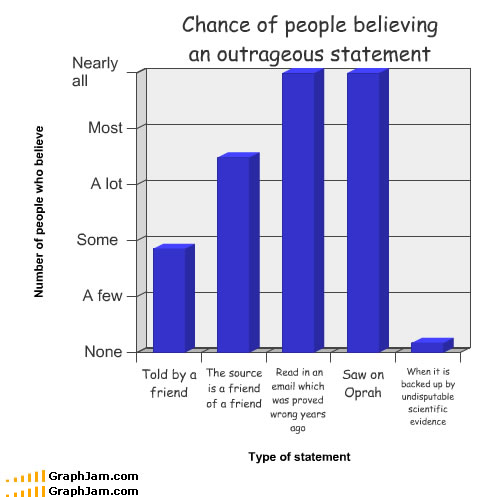 Chance of people believing
an outrageous statement
Number of people who believe
Nearly
all
Most
A lot
Some
A few
None
Told by a
friend
The source
is a friend
of a friend
Read in an
email which
was proved
wrong years
ago
Saw on
Oprah
When it is
backed up by
undisputable
scientific
evidence
Type of statement
GraphJam.com
GraphJam.com